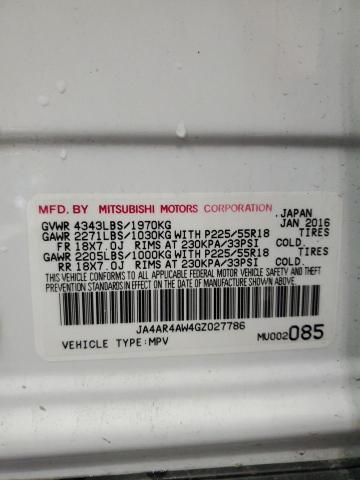 MFD. BY MITSUBISHI MOTORS CORPORATION JAPAN
GVWR 4343LBS/1970KG JAN 2016
GAWR 2271LBS/1030KG WITH P225/55R18 TIRES
FR 18X7.0J RIMS AT 230KPA/33PSI COLD.
GAWR 2205LBS/1000KG WITH P225/55R18 TIRES
RR 18X7.0J RIMS AT 230KPA/33PSI COLD.
THIS VEHICLE CONFORMS TO ALL APPLICABLE FEDERAL MOTOR VEHICLE SAFETY AND THEFT
PREVENTION STANDARDS IN EFFECT ON THE DATE OF MANUFACTURE SHOWN ABOVE.
JA4AR4AW4GZ027786
VEHICLE TYPE:MPV MU002085